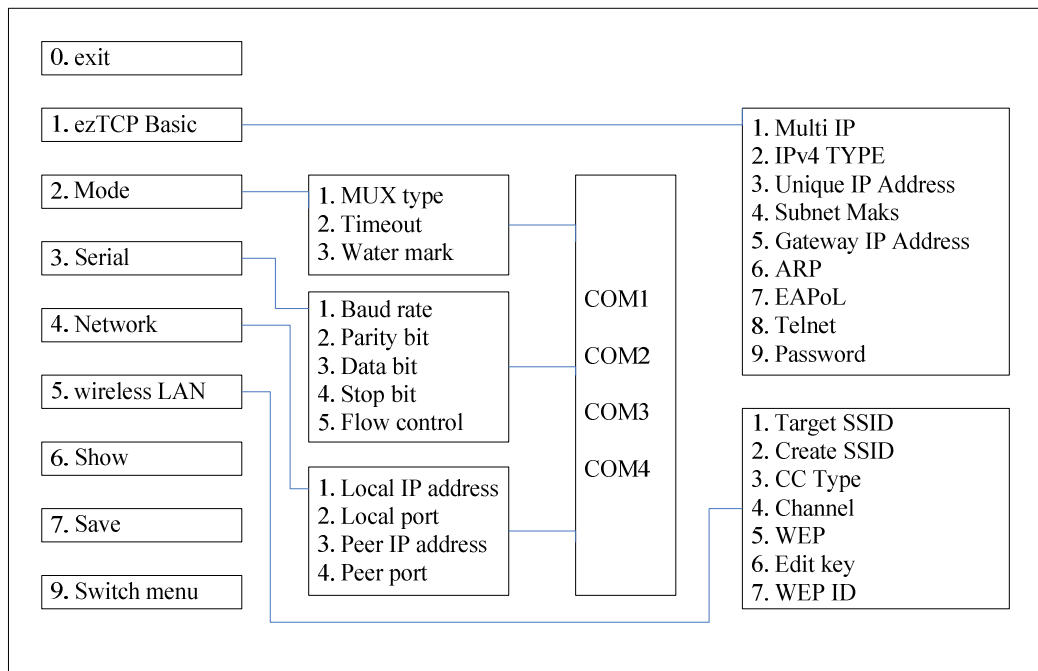 0. exit
1. ezTCP Basic
2. Mode
3. Serial
4. Network
5. wireless LAN
6. Show
7. Save
9. Switch menu
1. MUX type
2. Timeout
3. Water mark
1. Baud rate
2. Parity bit
3. Data bit
4. Stop bit
5. Flow control
1. Local IP address
2. Local port
3. Peer IP address
4. Peer port
COM1
COM2
COM3
COM4
1. Multi IP
2. IPv4 TYPE
3. Unique IP Address
4. Subnet Maks
5. Gateway IP Address
6. ARP
7. EAPoL
8. Telnet
9. Password
1. Target SSID
2. Create SSID
3. CC Type
4. Channel
5. WEP
6. Edit key
7. WEP ID